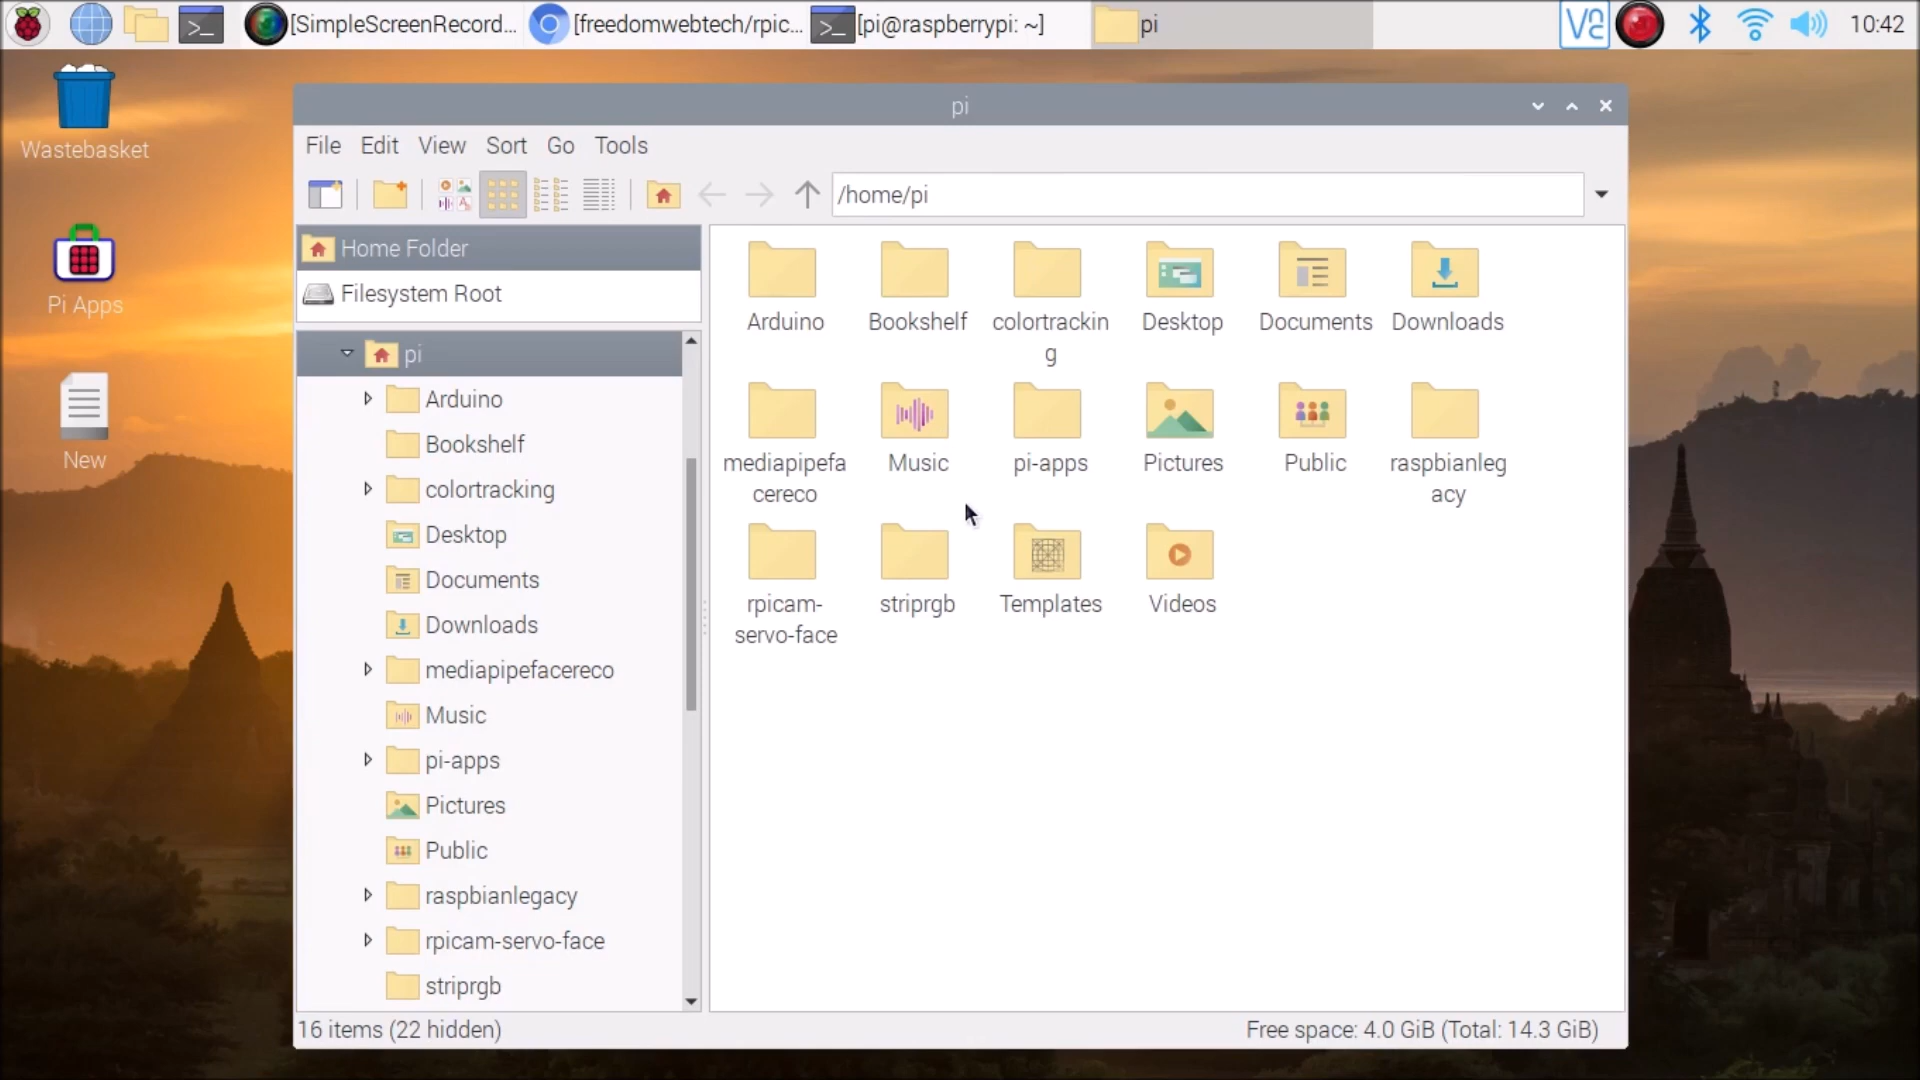 [SimpleScreenRecord... [freedomwebtech/rpic... [pi@raspberrypi: ~] pi 10:42
Wastebasket
Pi Apps
New
pi
File Edit View Sort Go Tools
/home/pi
Home Folder
Filesystem Root
pi
Arduino
Bookshelf
colortracking
Desktop
Documents
Downloads
mediapipefacereco
Music
pi-apps
Pictures
Public
raspbianlegacy
rpicam-servo-face
striprgb
Arduino Bookshelf colortrackin Desktop Documents Downloads
g
mediapipefa Music pi-apps Pictures Public raspbianleg
cereco acy
rpicam- striprgb Templates Videos
servo-face
16 items (22 hidden) Free space: 4.0 GiB (Total: 14.3 GiB)